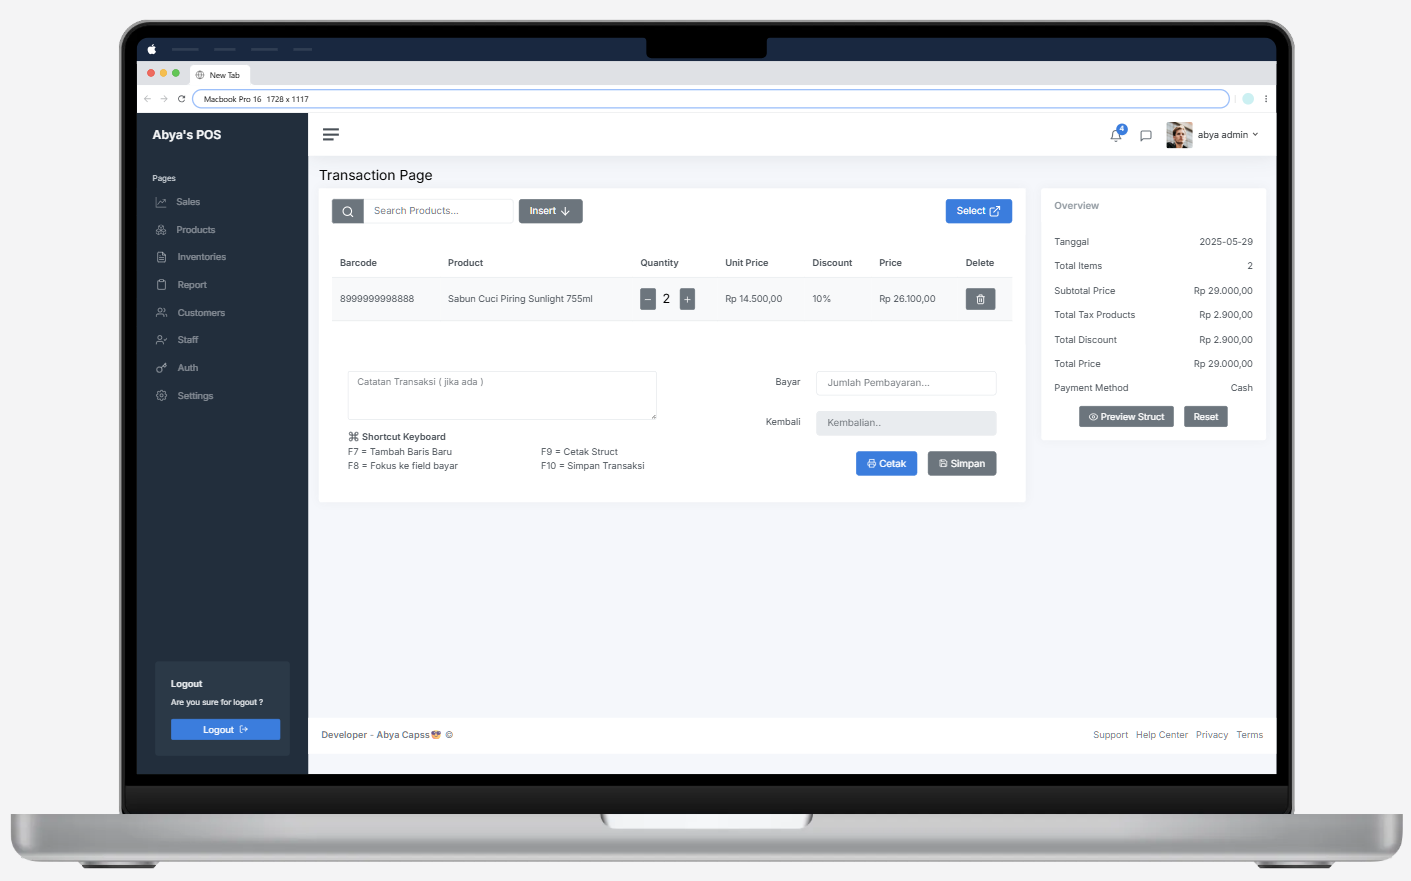 New Tab
Macbook Pro 16 1728 x 1117
Abya's POS
4
abya admin
Pages
Sales
Products
Inventories
Report
Customers
Staff
Auth
Settings
Logout
Are you sure for logout ?
Logout
Transaction Page
Search Products...
Insert
Select
Barcode Product Quantity Unit Price Discount Price Delete
8999999998888 Sabun Cuci Piring Sunlight 755ml − 2 + Rp 14.500,00 10% Rp 26.100,00
Catatan Transaksi ( jika ada )
Bayar Jumlah Pembayaran...
Kembali Kembalian..
⌘ Shortcut Keyboard
F7 = Tambah Baris Baru F9 = Cetak Struct
F8 = Fokus ke field bayar F10 = Simpan Transaksi
Cetak Simpan
Overview
Tanggal 2025-05-29
Total Items 2
Subtotal Price Rp 29.000,00
Total Tax Products Rp 2.900,00
Total Discount Rp 2.900,00
Total Price Rp 29.000,00
Payment Method Cash
Preview Struct Reset
Developer - Abya Capss ©
Support Help Center Privacy Terms